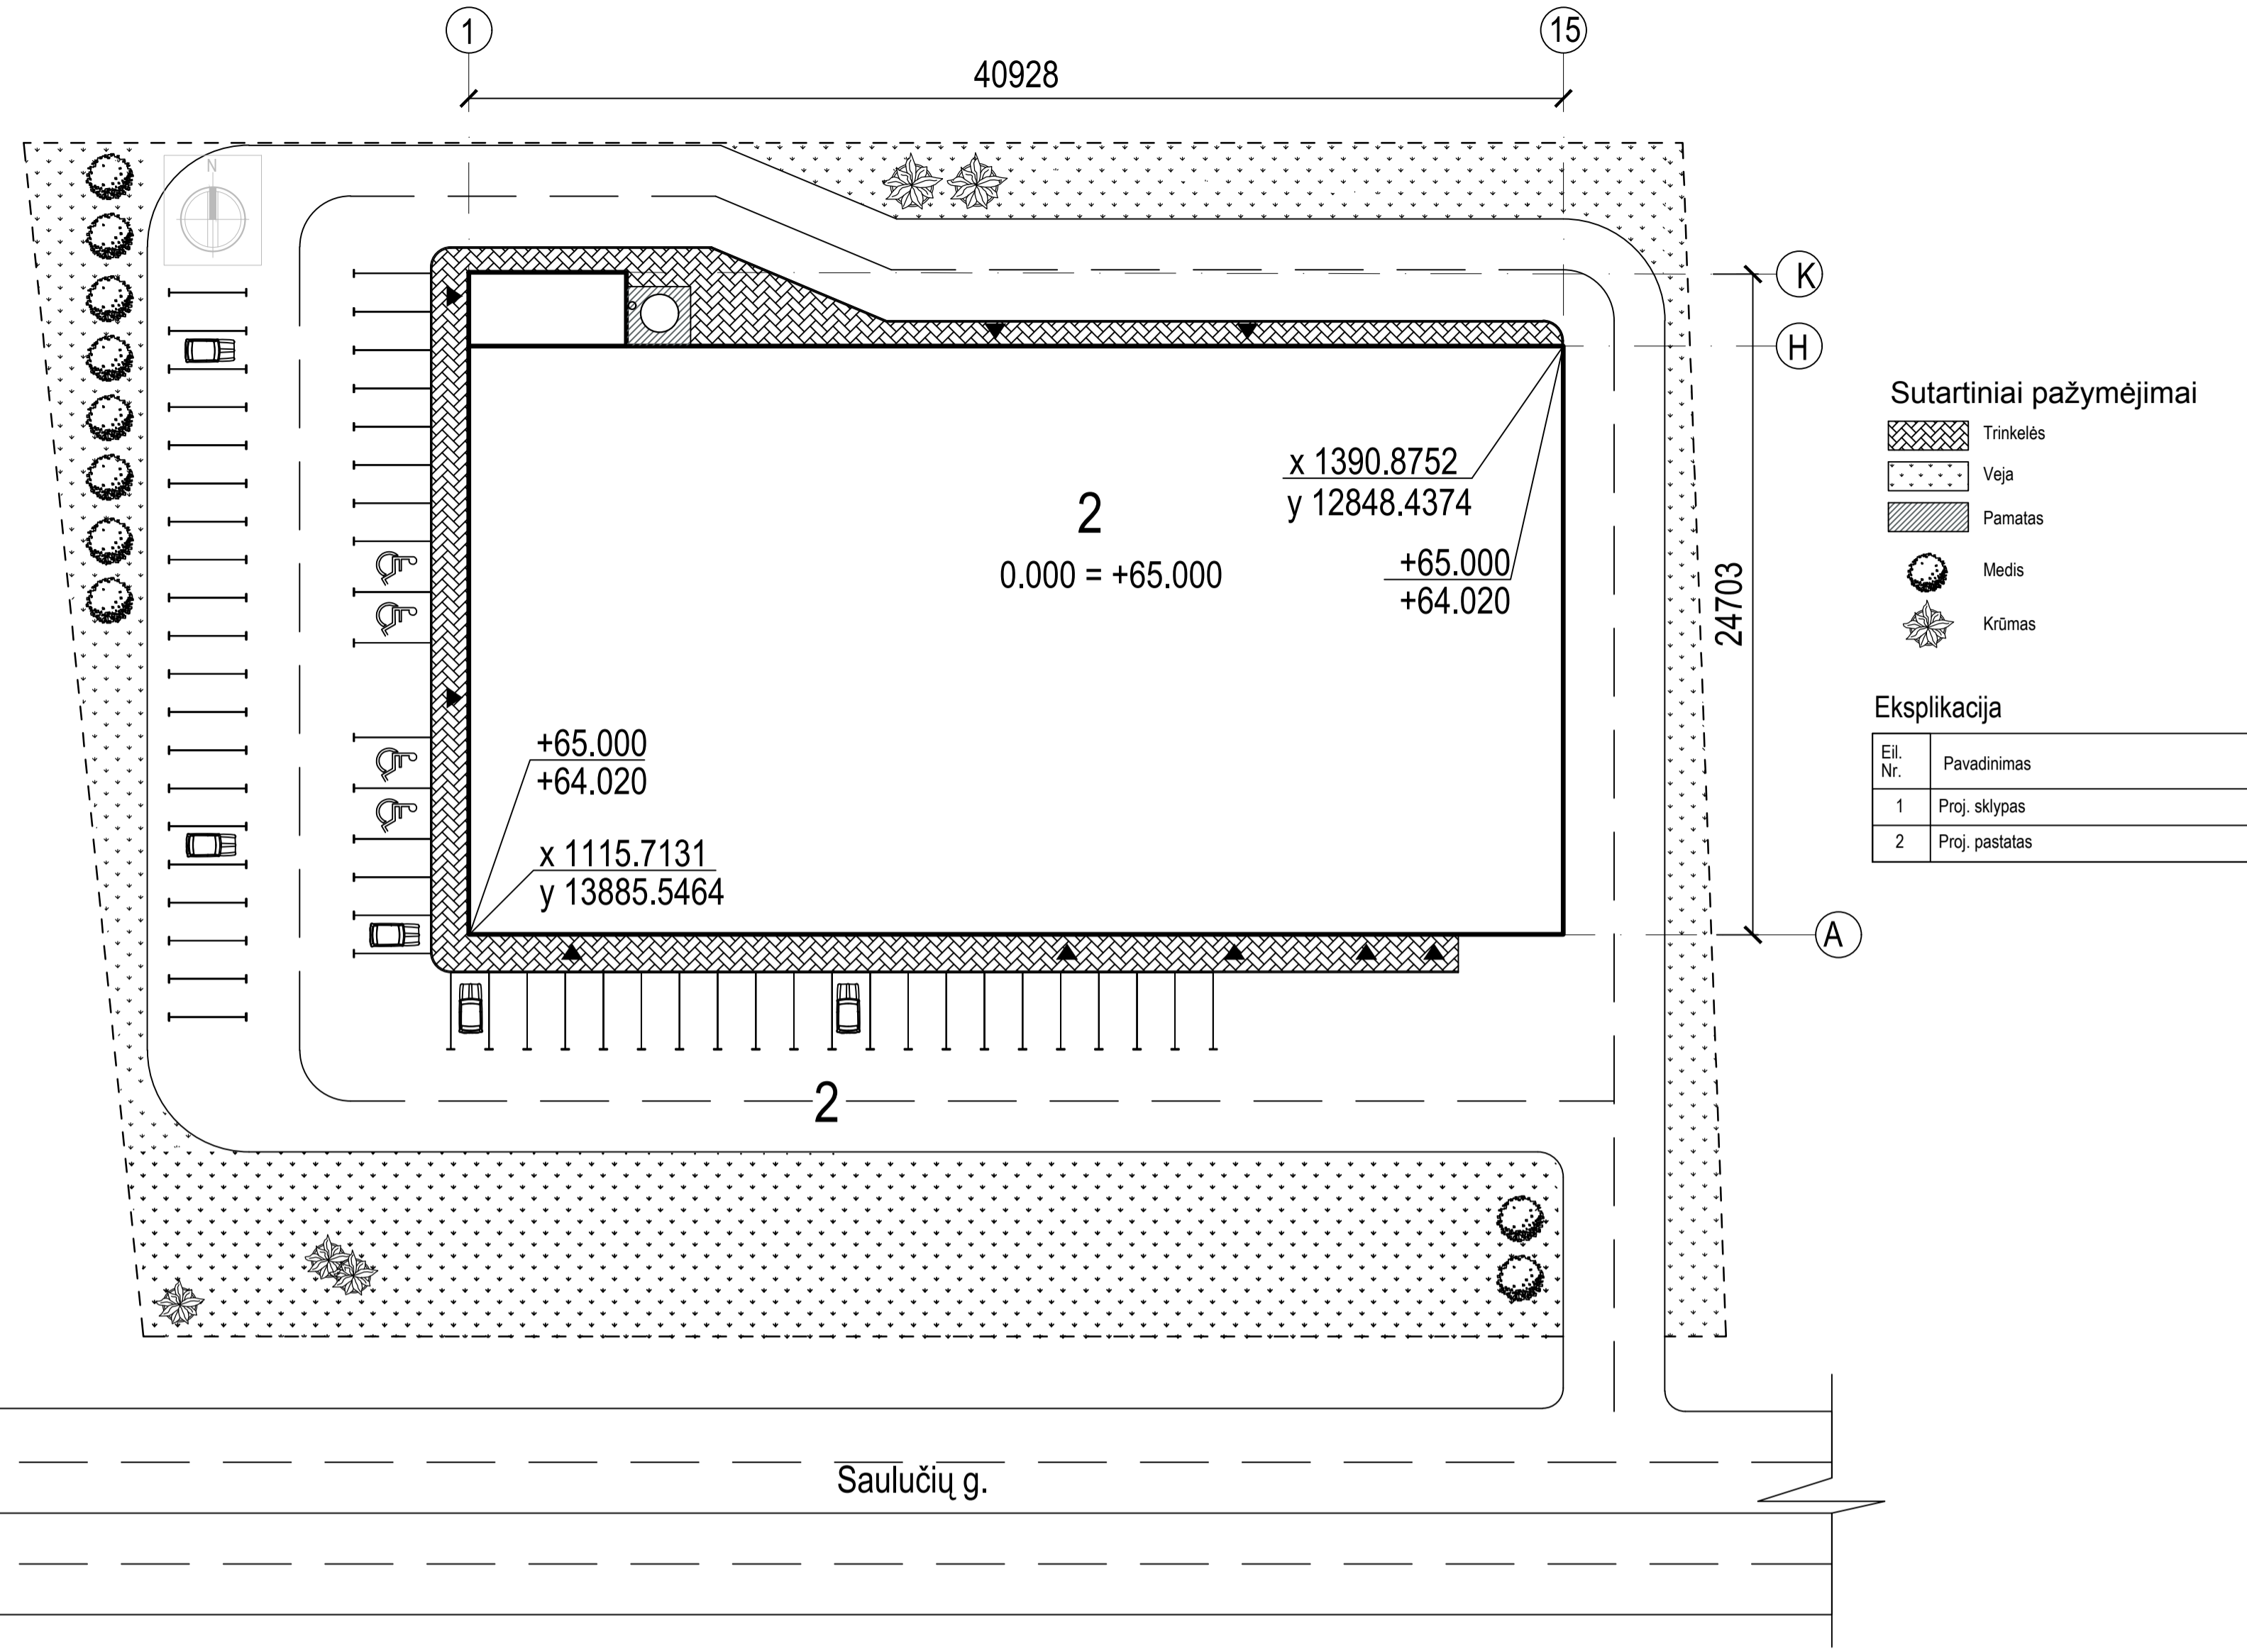 1
15
40928
N
K
H
Sutartiniai pažymėjimai
Trinkelės
Veja
Pamatas
Medis
Krūmas
x 1390.8752
y 12848.4374
2
0.000 = +65.000
+65.000
+64.020
24703
+65.000
+64.020
x 1115.7131
y 13885.5464
Eksplikacija
Eil.
Nr.
Pavadinimas
1 Proj. sklypas
2 Proj. pastatas
A
2
Saulučių g.